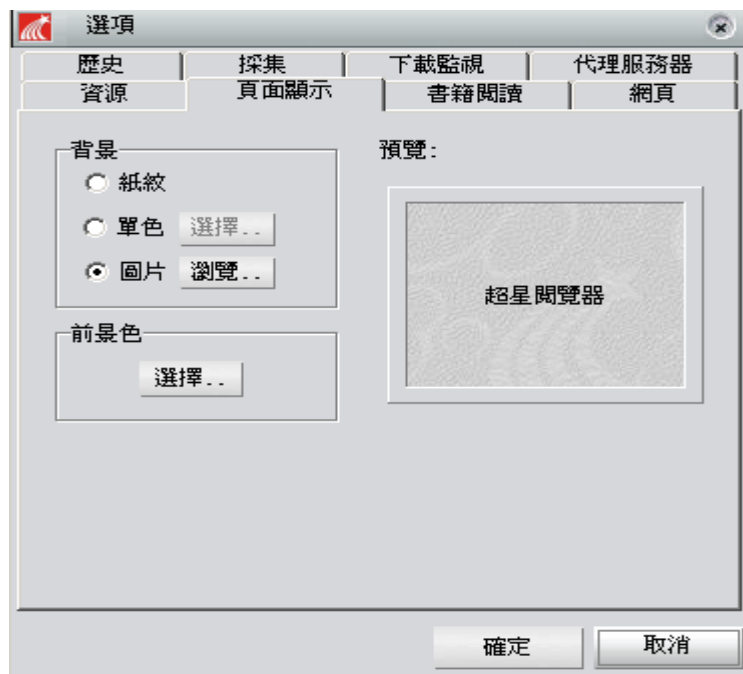 選項
歷史 採集 下載監視 代理服務器
資源 頁面顯示 書籍閱讀 網頁
背景
紙紋
單色 選擇..
圖片 瀏覽..
預覽:
超星閱覽器
前景色
選擇..
確定 取消